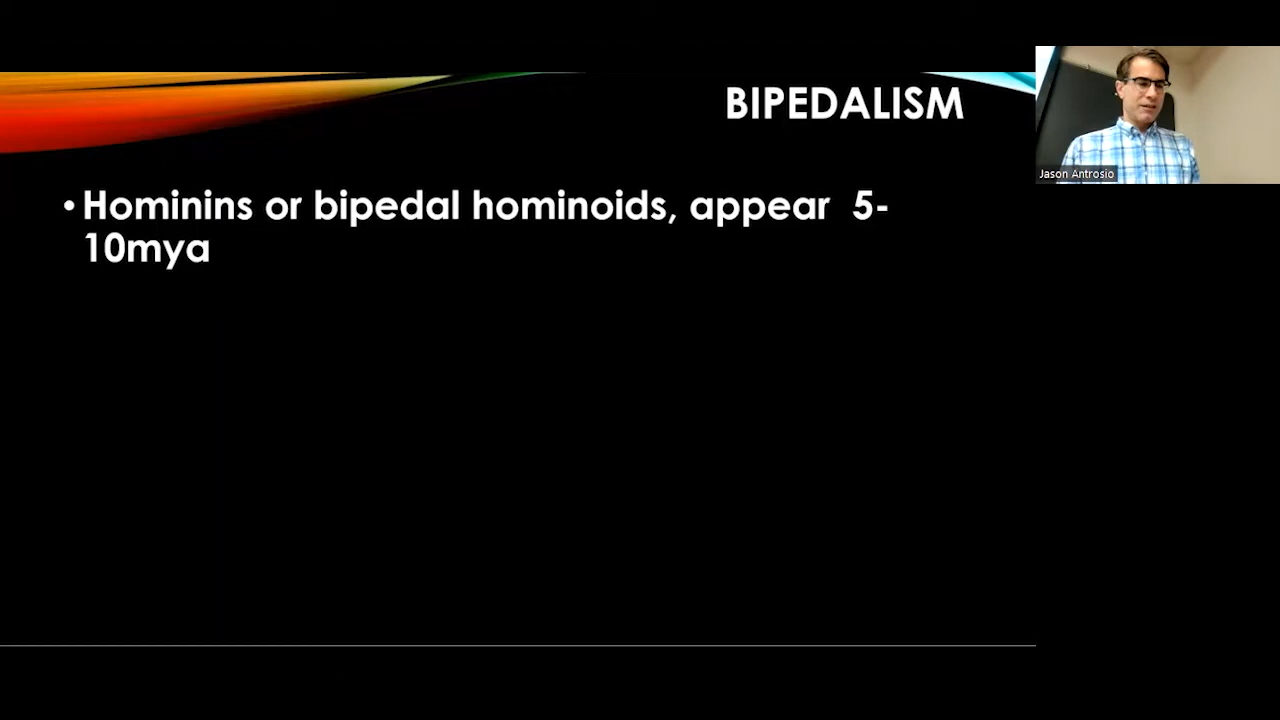 BIPEDALISM
Jason Antrosio
• Hominins or bipedal hominoids, appear 5-
10mya